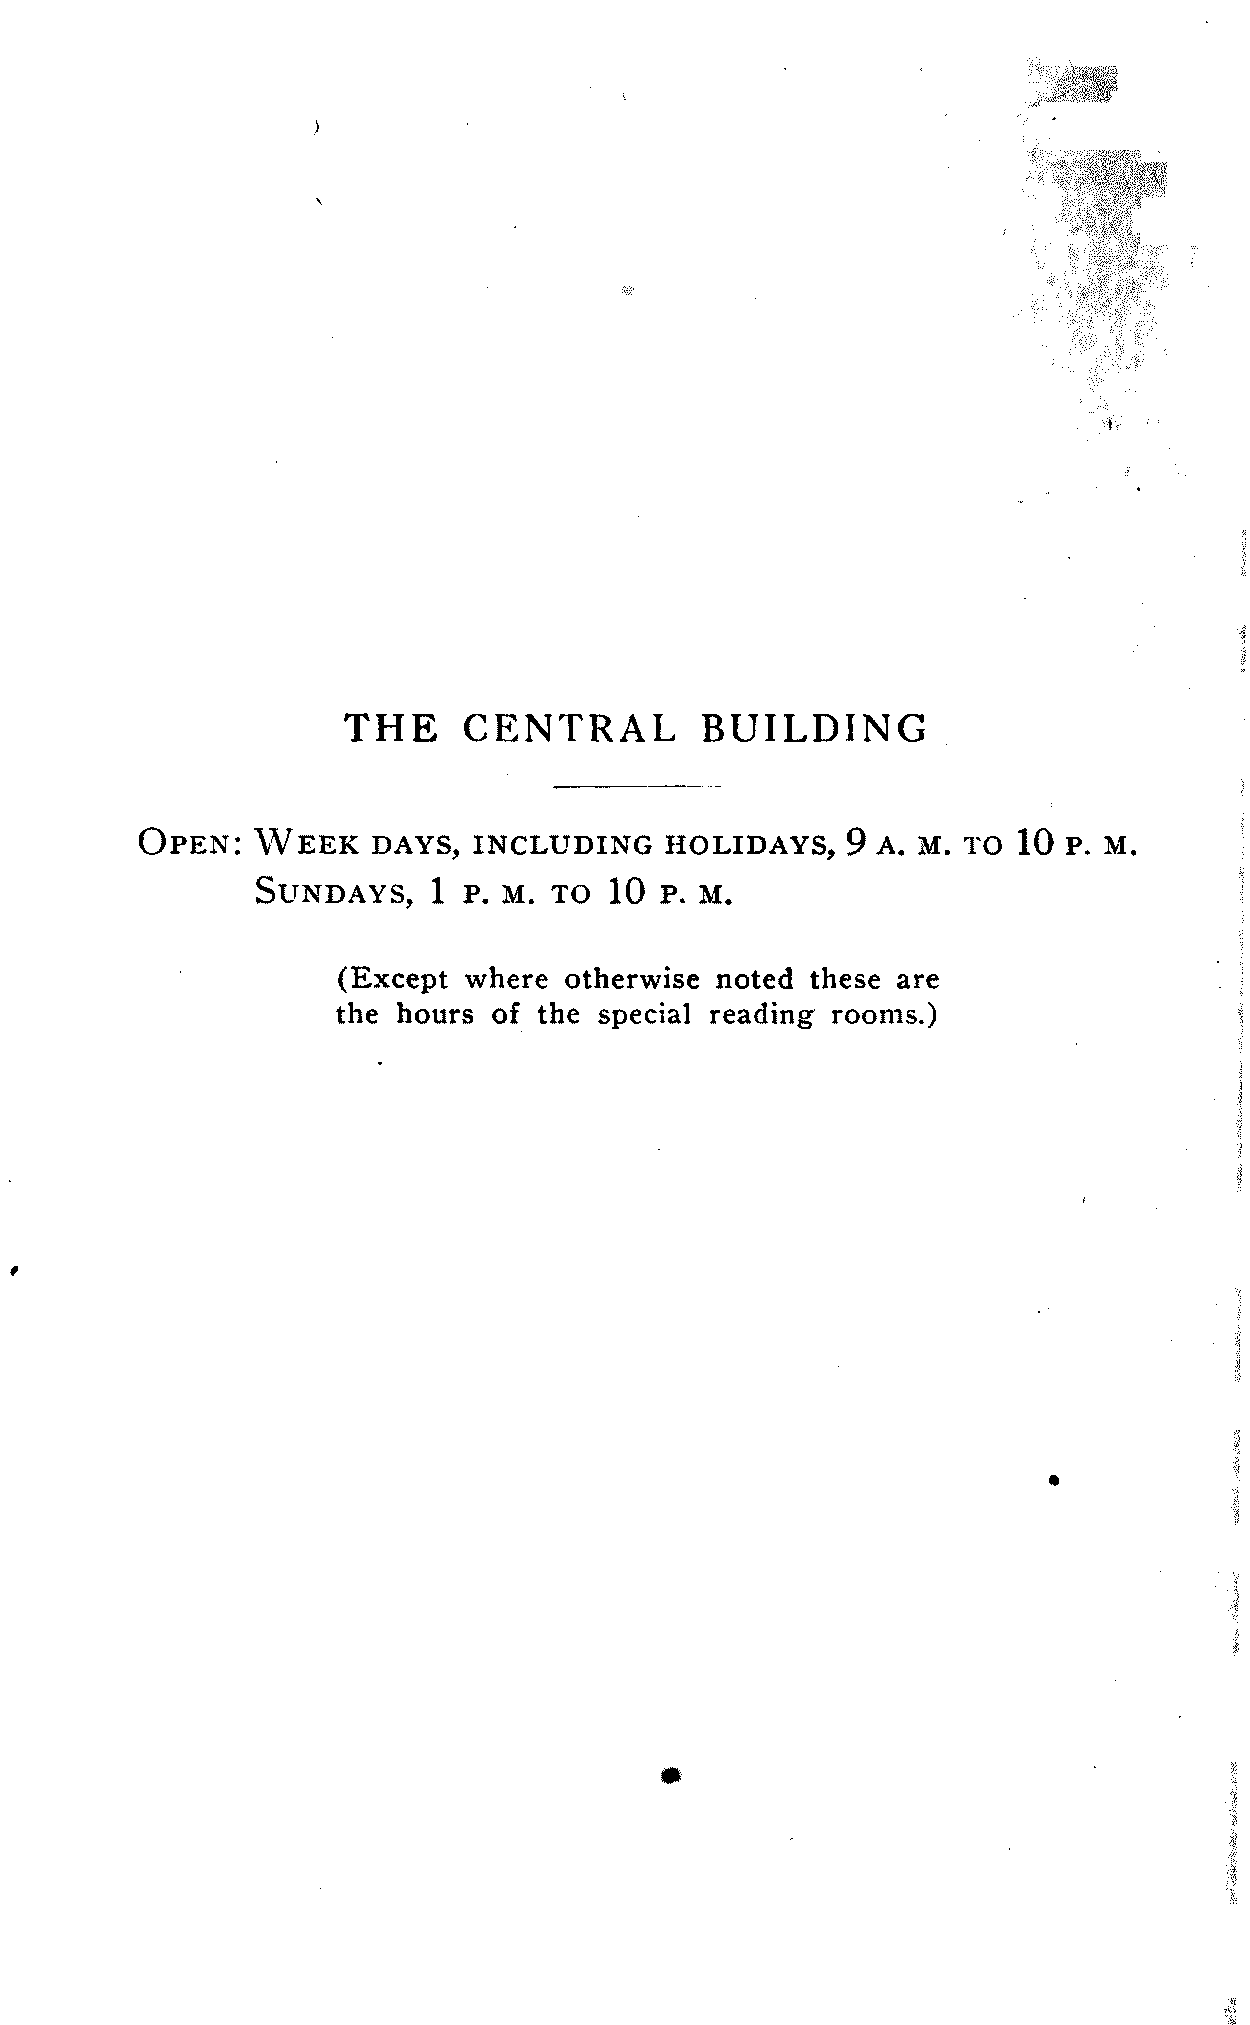 THE CENTRAL BUILDING
OPEN: WEEK DAYS, INCLUDING HOLIDAYS, 9 A. M. TO 10 P. M.
SUNDAYS, 1 P. M. TO 10 P. M.
(Except where otherwise noted these are
the hours of the special reading rooms.)